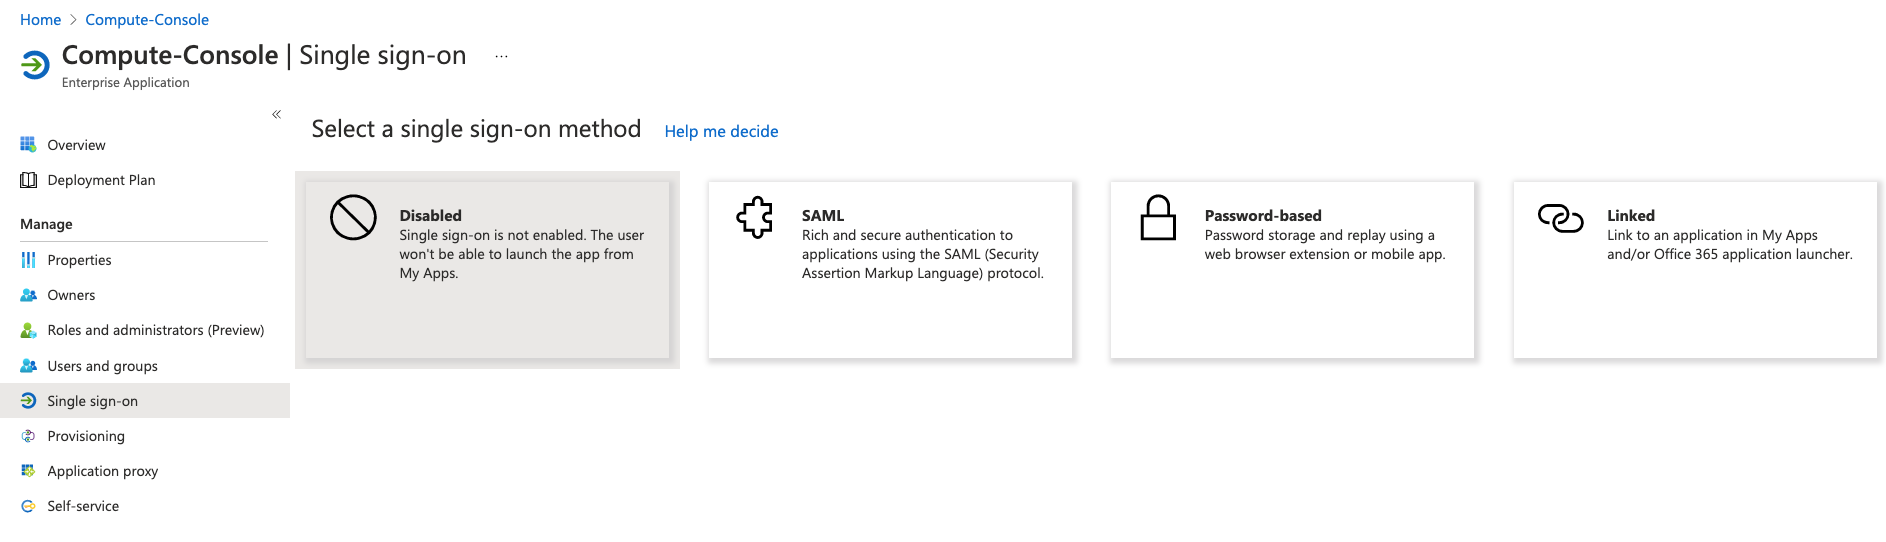 Home > Compute-Console
Compute-Console | Single sign-on ...
Enterprise Application
«
Select a single sign-on method Help me decide
Overview
Deployment Plan
Manage
Properties
Owners
Roles and administrators (Preview)
Users and groups
Single sign-on
Provisioning
Application proxy
Self-service
Disabled
Single sign-on is not enabled. The user
won't be able to launch the app from
My Apps.
SAML
Rich and secure authentication to
applications using the SAML (Security
Assertion Markup Language) protocol.
Password-based
Password storage and replay using a
web browser extension or mobile app.
Linked
Link to an application in My Apps
and/or Office 365 application launcher.